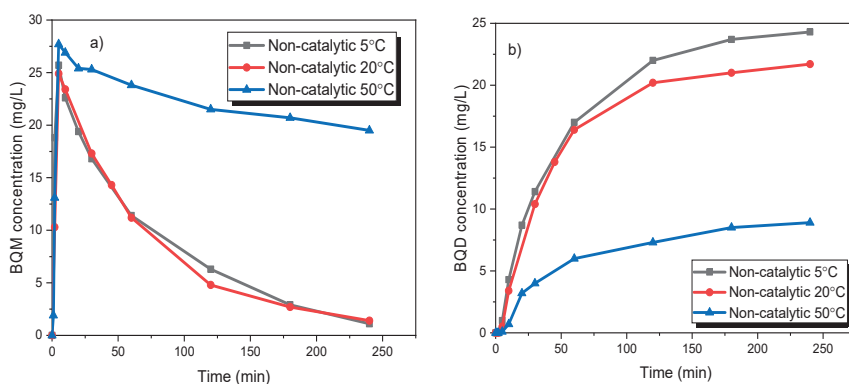 a)
Non-catalytic 5°C
Non-catalytic 20°C
Non-catalytic 50°C
BQM concentration (mg/L)
30
25
20
15
10
5
0
0 50 100 150 200 250
Time (min)
b)
Non-catalytic 5°C
Non-catalytic 20°C
Non-catalytic 50°C
BQD concentration (mg/L)
25
20
15
10
5
0
0 50 100 150 200 250
Time (min)